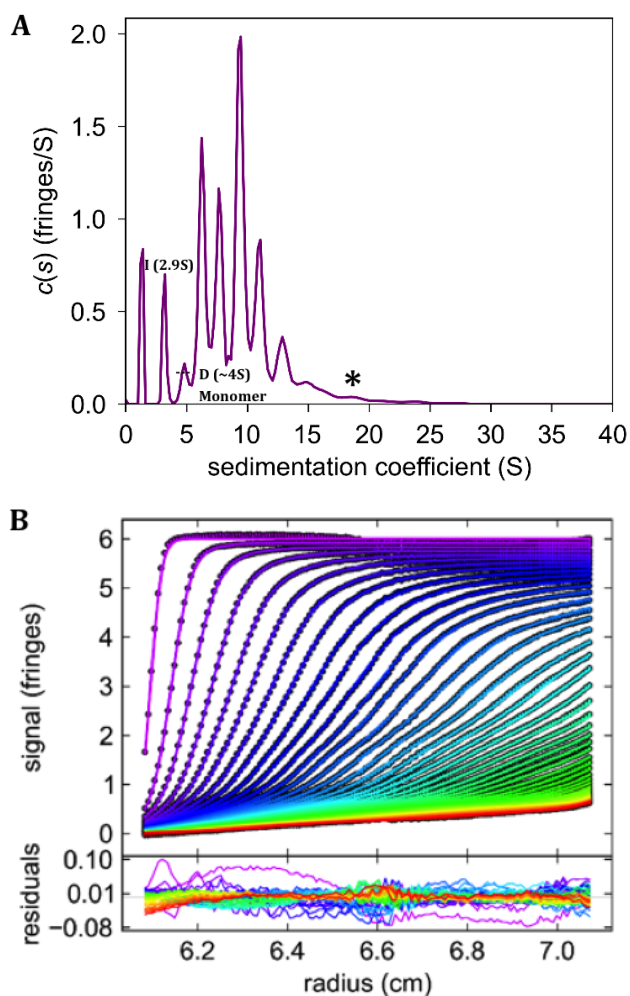 A
c(s) (fringes/S)
2.0
1.5
1.0
0.5
0.0
I (2.9S)
D (~4S)
Monomer
*
0 5 10 15 20 25 30 35 40
sedimentation coefficient (S)
B
signal (fringes)
6
5
4
3
2
1
0
residuals
0.10
0.01
−0.08
6.2 6.4 6.6 6.8 7.0
radius (cm)